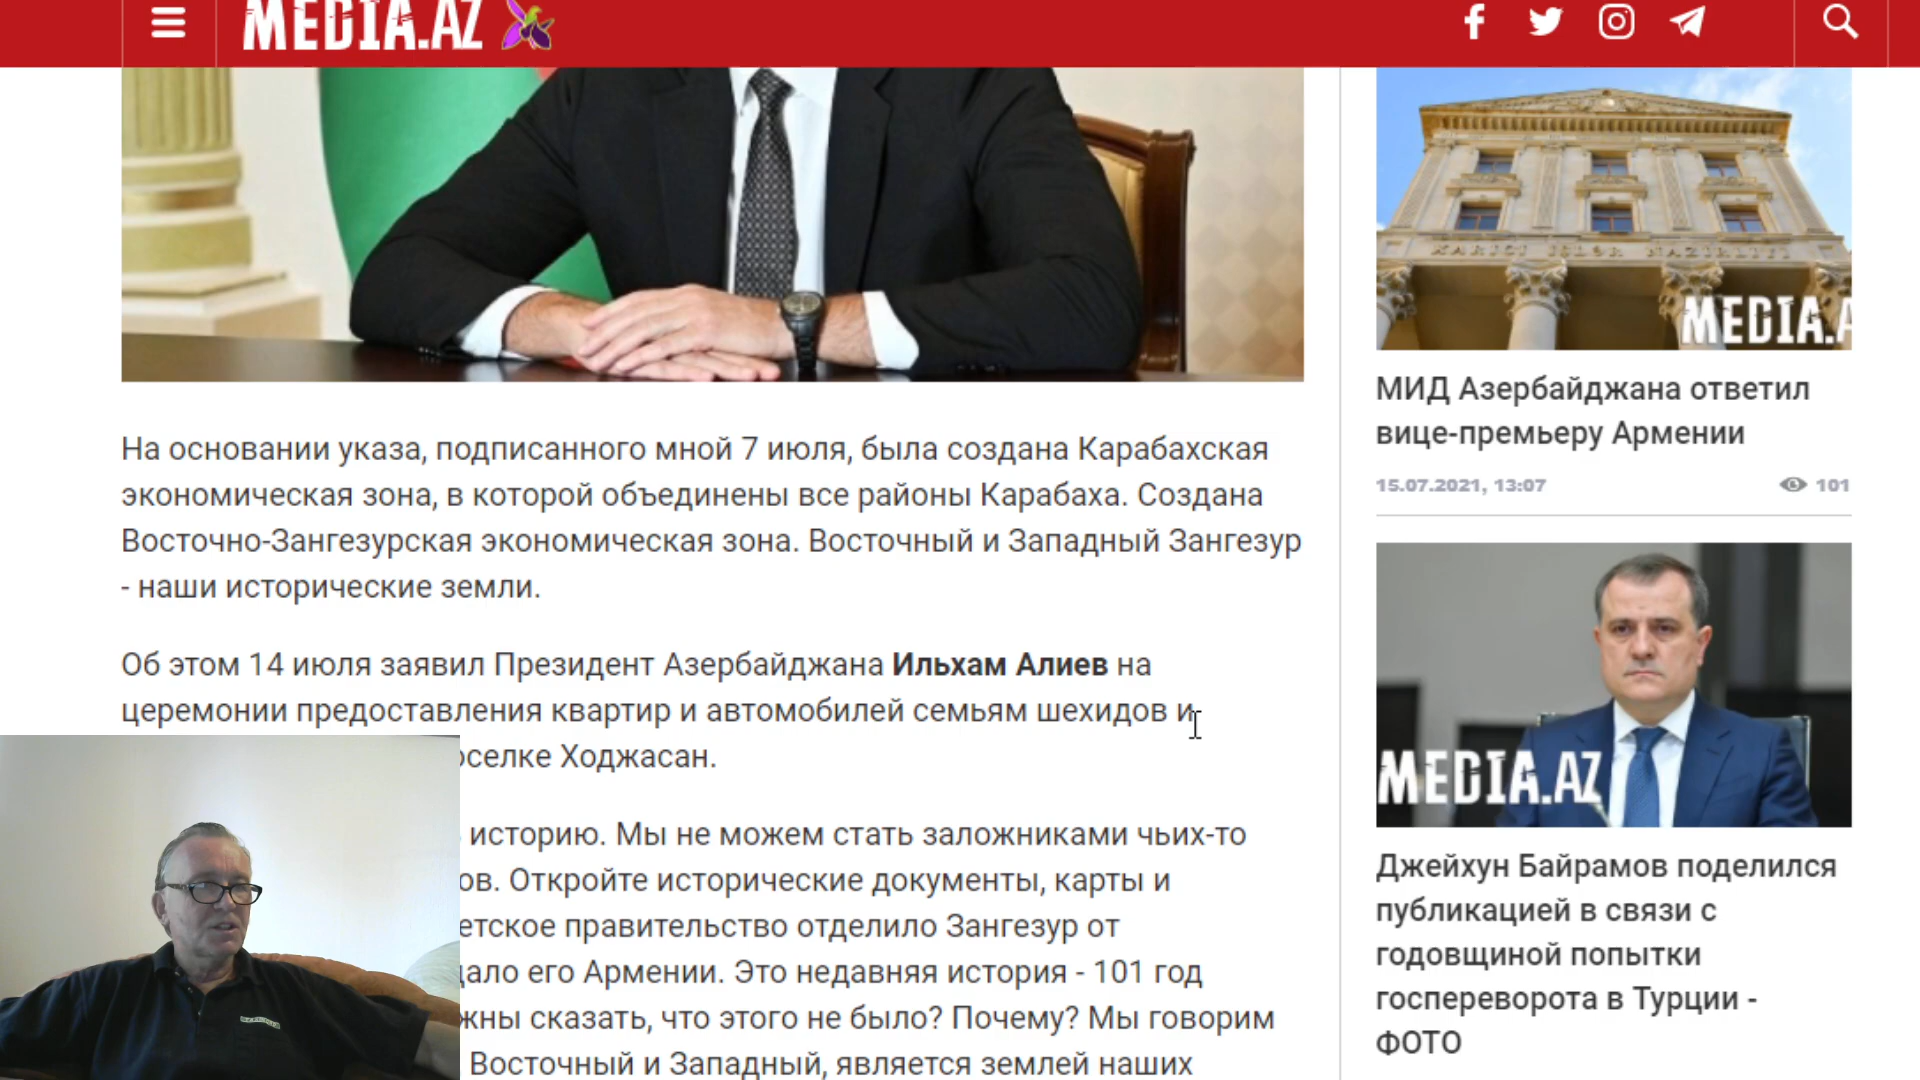 MEDIA.AZ
На основании указа, подписанного мной 7 июля, была создана Карабахская
экономическая зона, в которой объединены все районы Карабаха. Создана
Восточно-Зангезурская экономическая зона. Восточный и Западный Зангезур
- наши исторические земли.
Об этом 14 июля заявил Президент Азербайджана Ильхам Алиев на
церемонии предоставления квартир и автомобилей семьям шехидов и
оселке Ходжасан.
историю. Мы не можем стать заложниками чьих-то
ов. Откройте исторические документы, карты и
етское правительство отделило Зангезур от
дало его Армении. Это недавняя история - 101 год
жны сказать, что этого не было? Почему? Мы говорим
Восточный и Западный, является землей наших
MEDIA.A
МИД Азербайджана ответил
вице-премьеру Армении
15.07.2021, 13:07 101
MEDIA.AZ
Джейхун Байрамов поделился
публикацией в связи с
годовщиной попытки
госпереворота в Турции -
ФОТО